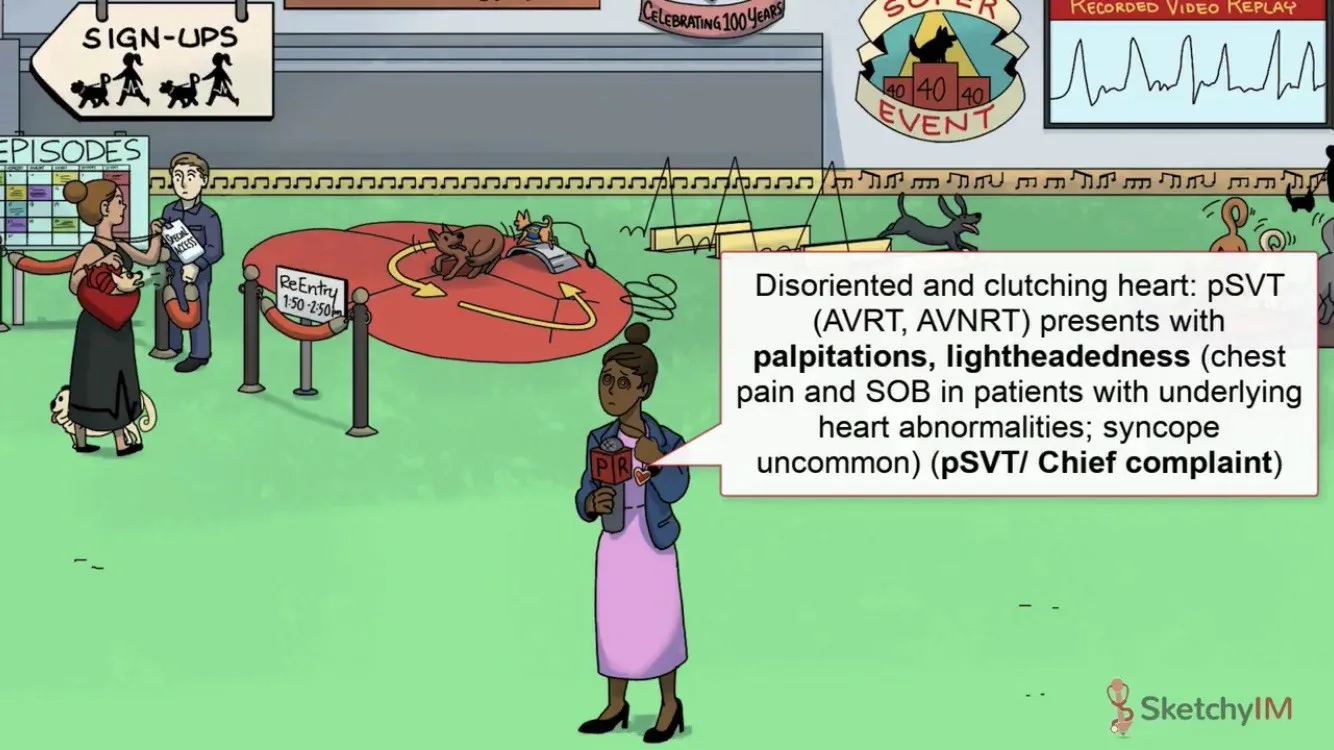 SIGN-UPS
CELEBRATING 100 YEARS
SUPER
40 40 40
EVENT
RECORDED VIDEO REPLAY
EPISODES
SPECIAL
ACCESS
ReEntry
1:50-2:50
PR
Disoriented and clutching heart: pSVT
(AVRT, AVNRT) presents with
palpitations, lightheadedness (chest
pain and SOB in patients with underlying
heart abnormalities; syncope
uncommon) (pSVT/ Chief complaint)
SketchyIM